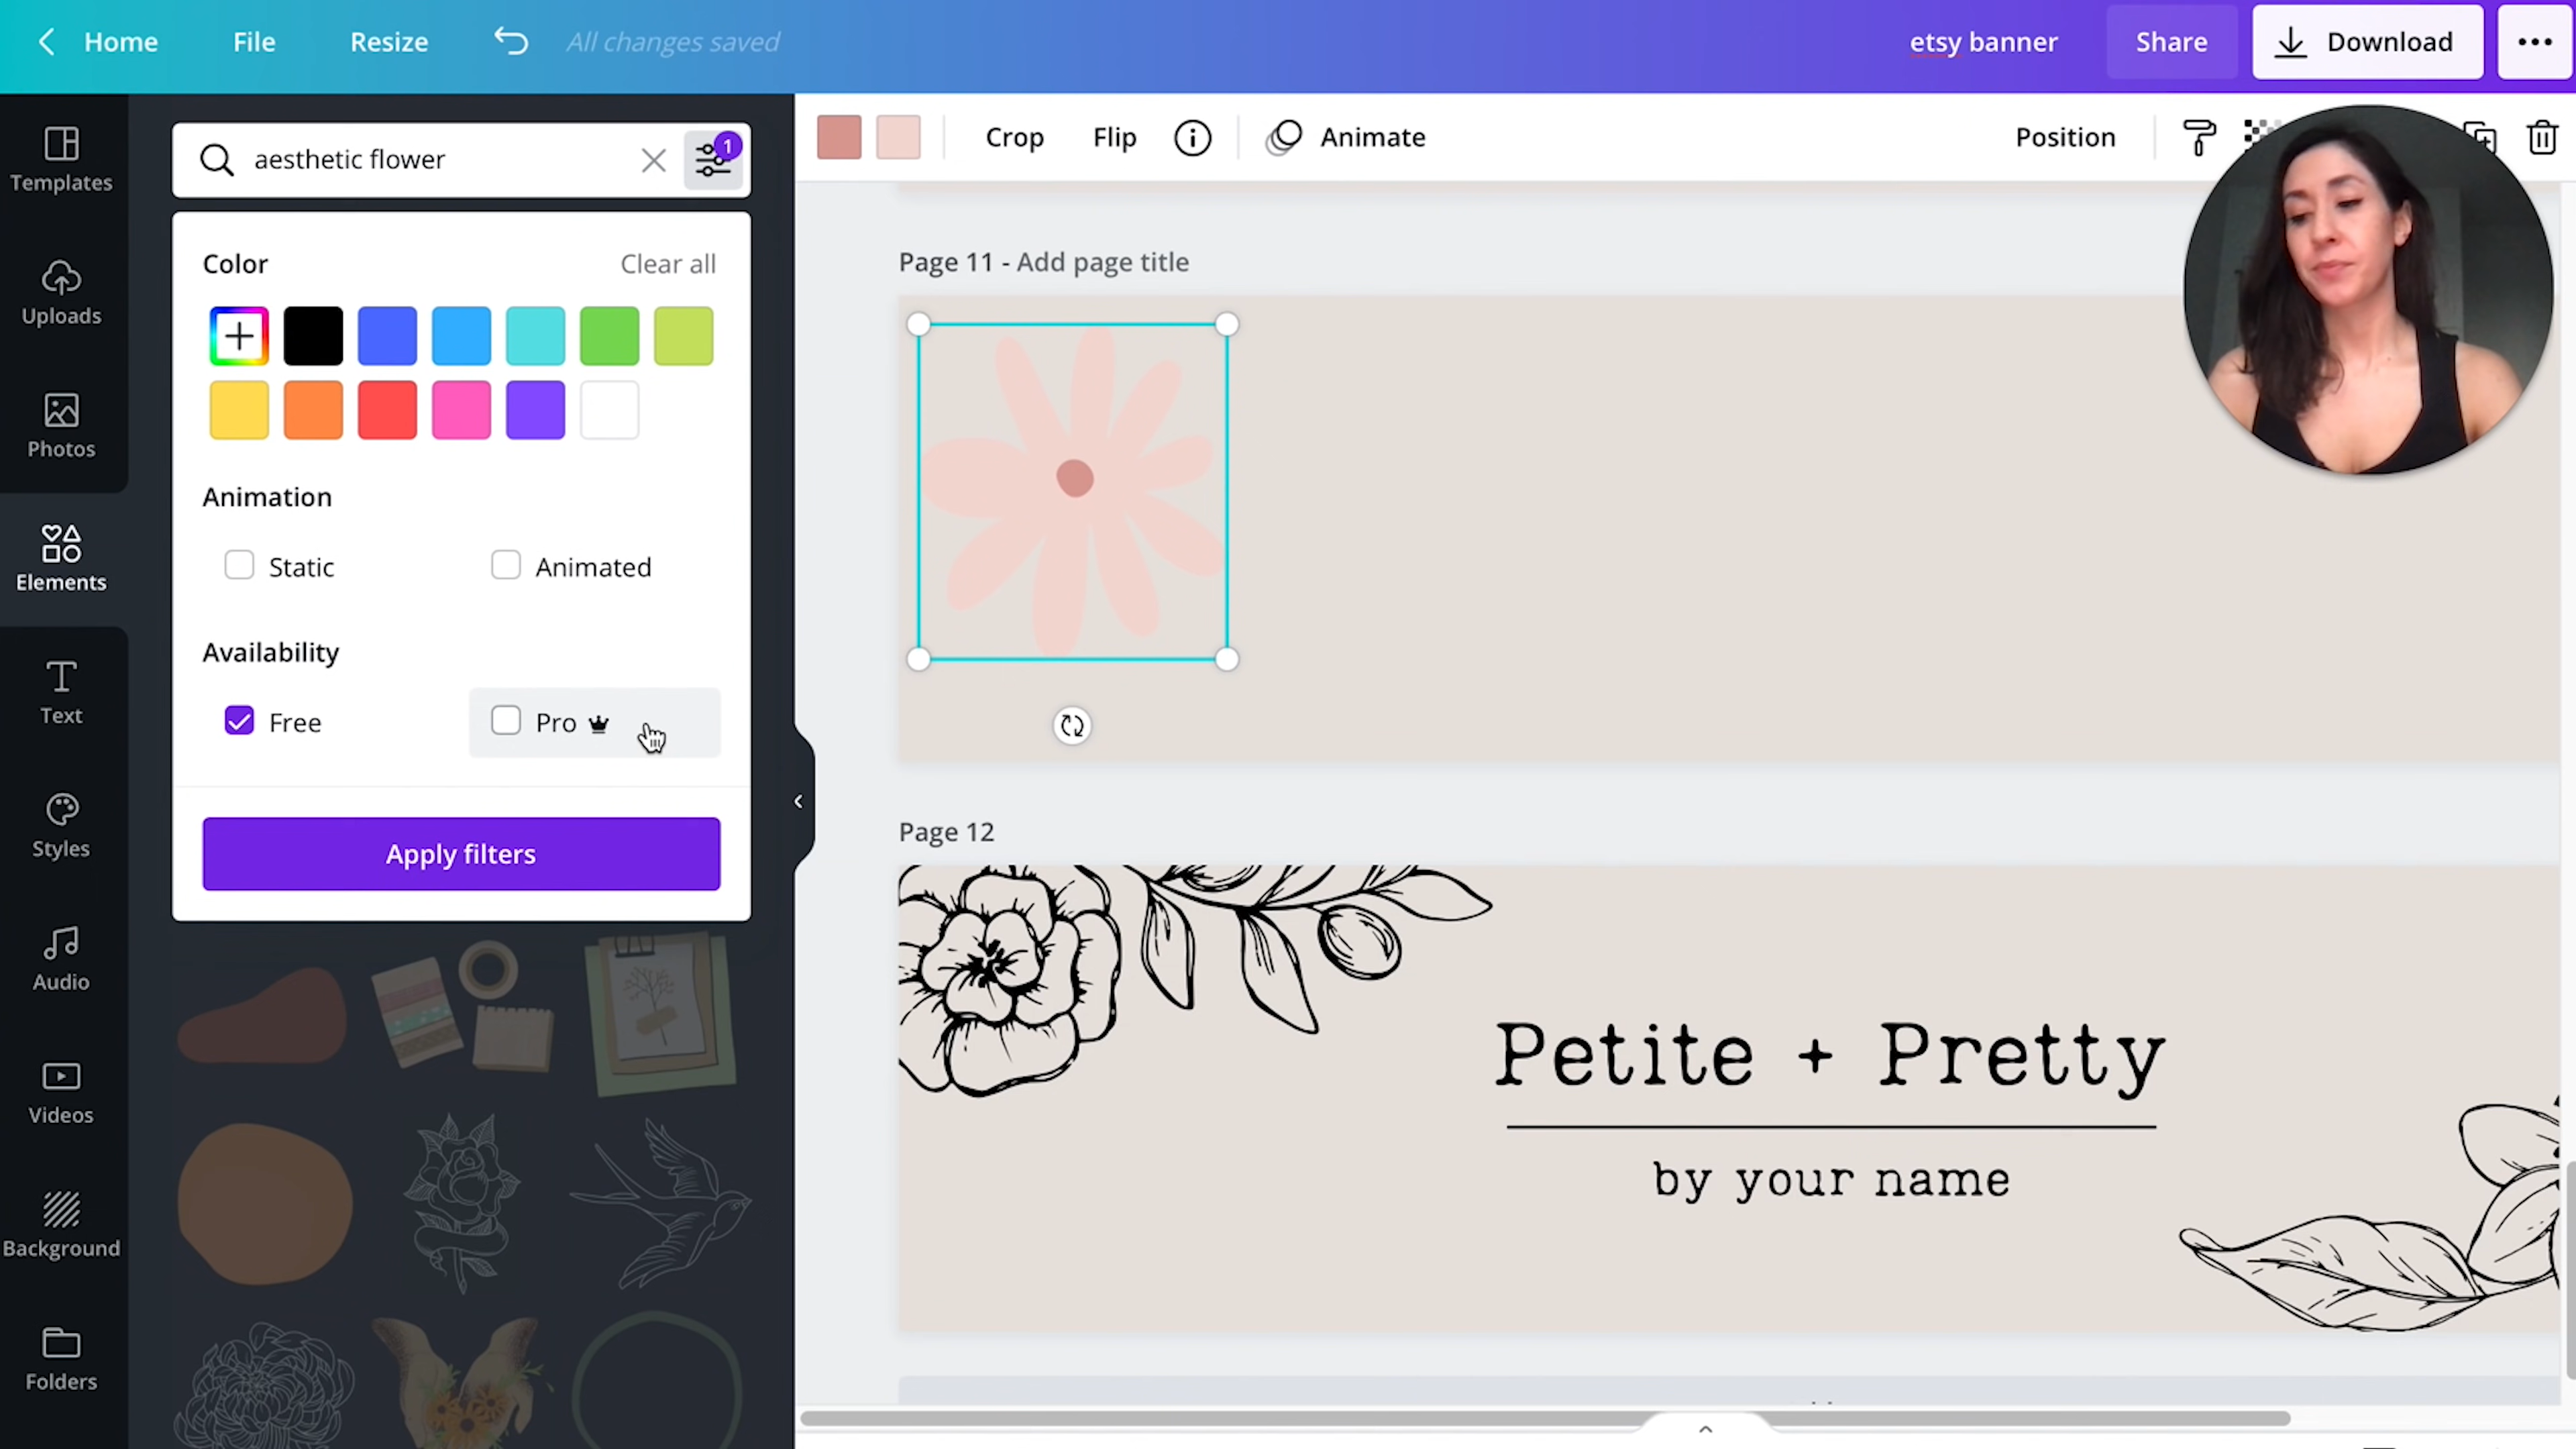 Home File Resize All changes saved etsy banner Share Download
Templates
Uploads
Photos
Elements
Text
Styles
Audio
Videos
Background
Folders
aesthetic flower 1
Color Clear all
Animation
Static Animated
Availability
Free Pro
Apply filters
Crop Flip Animate Position
Page 11 - Add page title
Page 12
Petite + Pretty
by your name